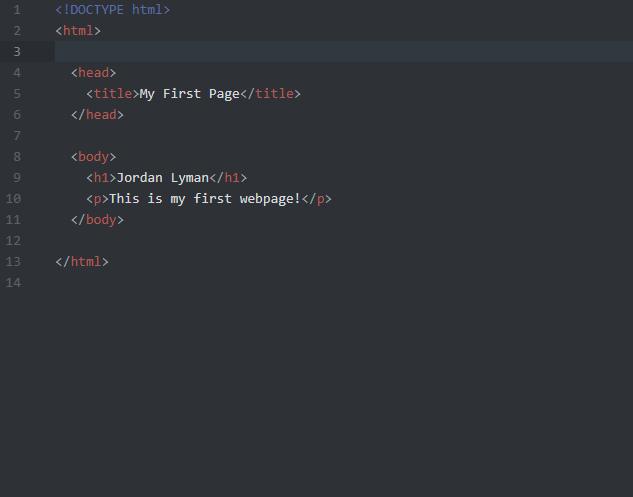 1 <!DOCTYPE html>
2 <html>
3
4 <head>
5 <title>My First Page</title>
6 </head>
7
8 <body>
9 <h1>Jordan Lyman</h1>
10 <p>This is my first webpage!</p>
11 </body>
12
13 </html>
14